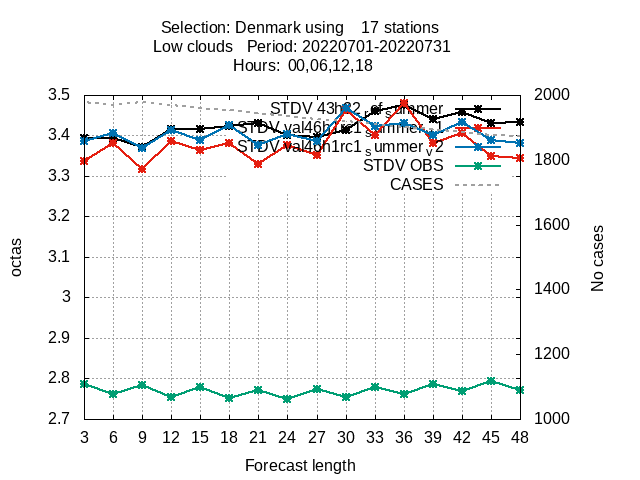 Selection: Denmark using 17 stations
Low clouds Period: 20220701-20220731
Hours: 00,06,12,18
3.5
3.4
3.3
3.2
3.1
3
2.9
2.8
2.7
octas
STDV OBS
CASES
2000
1800
1600
1400
1200
1000
No cases
3 6 9 12 15 18 21 24 27 30 33 36 39 42 45 48
Forecast length